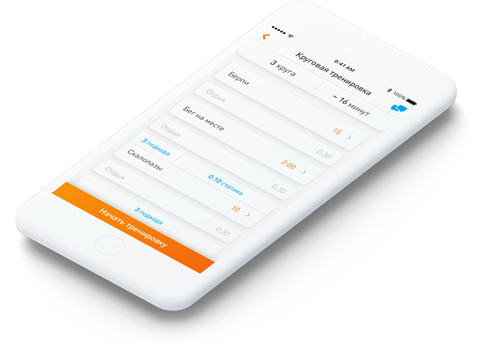 9:41 AM
100%
Круговая тренировка
3 круга
~ 16 минут
Бёрпи
15
Отдых
0:30
Бег на месте
2:00
Отдых
0:30
3 подхода
0:10 статика
Скалолазы
10
Отдых
0:30
3 подхода
Начать тренировку